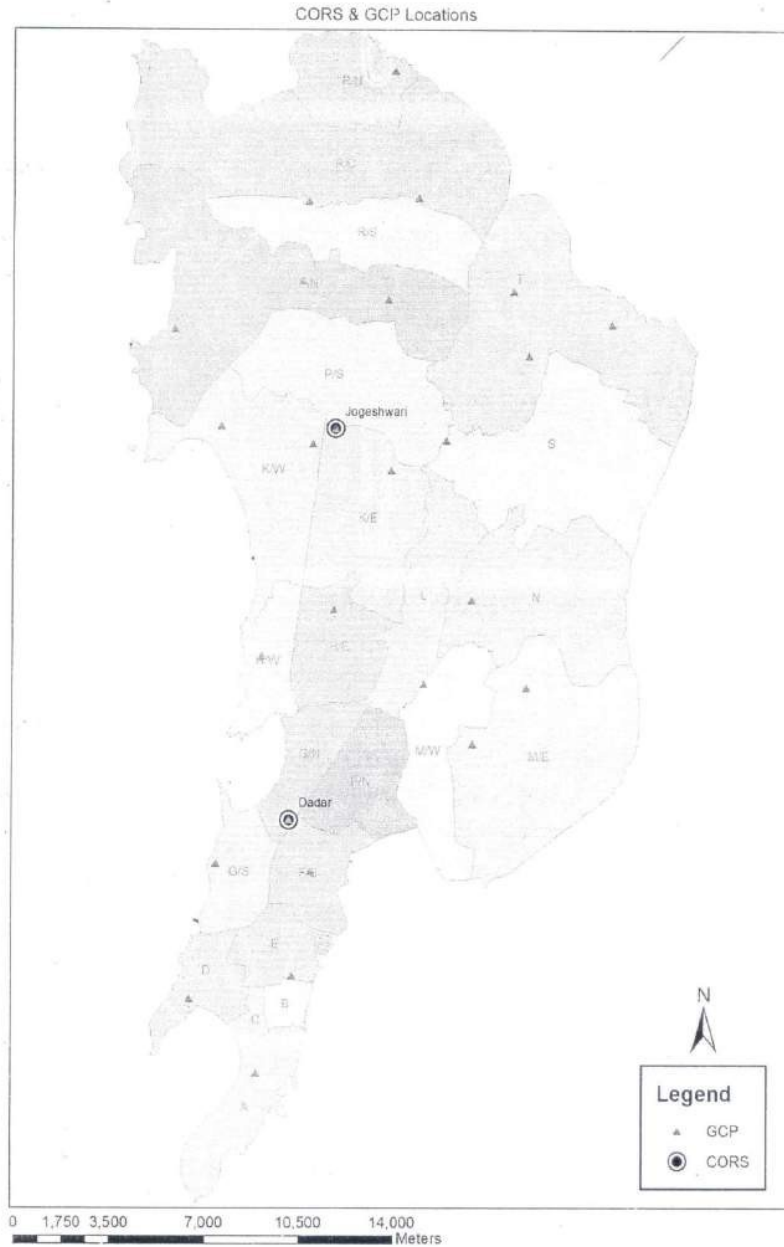 CORS & GCP Locations
R/N
R/C
R/S
P/N
T
P/S
Jogeshwari
K/W
S
K/E
L
N
H/E
H/W
G/N
F/N
M/W
M/E
Dadar
G/S
F/S
E
D
B
C
A
N
Legend
GCP
CORS
0 1,750 3,500 7,000 10,500 14,000
Meters